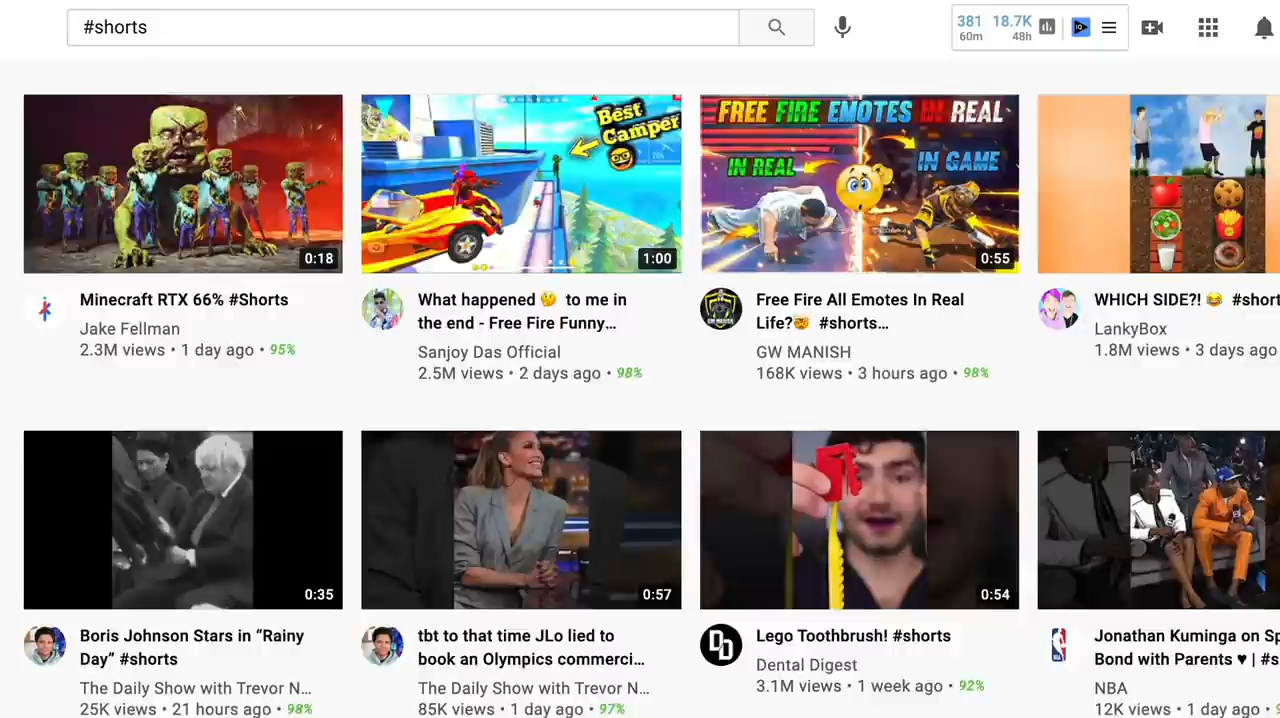 #shorts
381 18.7K
60m 48h
Best
Camper
FREE FIRE EMOTES IN REAL
IN REAL
IN GAME
0:18
1:00
0:55
Minecraft RTX 66% #Shorts
Jake Fellman
2.3M views • 1 day ago • 95%
What happened 🤔 to me in
the end - Free Fire Funny...
Sanjoy Das Official
2.5M views • 2 days ago • 98%
Free Fire All Emotes In Real
Life?🤯 #shorts...
GW MANISH
168K views • 3 hours ago • 98%
WHICH SIDE?! 😂 #short
LankyBox
1.8M views • 3 days ago
0:35
0:57
0:54
Boris Johnson Stars in “Rainy
Day” #shorts
The Daily Show with Trevor N...
25K views • 21 hours ago • 98%
tbt to that time JLo lied to
book an Olympics commerci...
The Daily Show with Trevor N...
85K views • 1 day ago • 97%
DD
Lego Toothbrush! #shorts
Dental Digest
3.1M views • 1 week ago • 92%
Jonathan Kuminga on Sp
Bond with Parents ♥ | #s
NBA
12K views • 1 day ago •